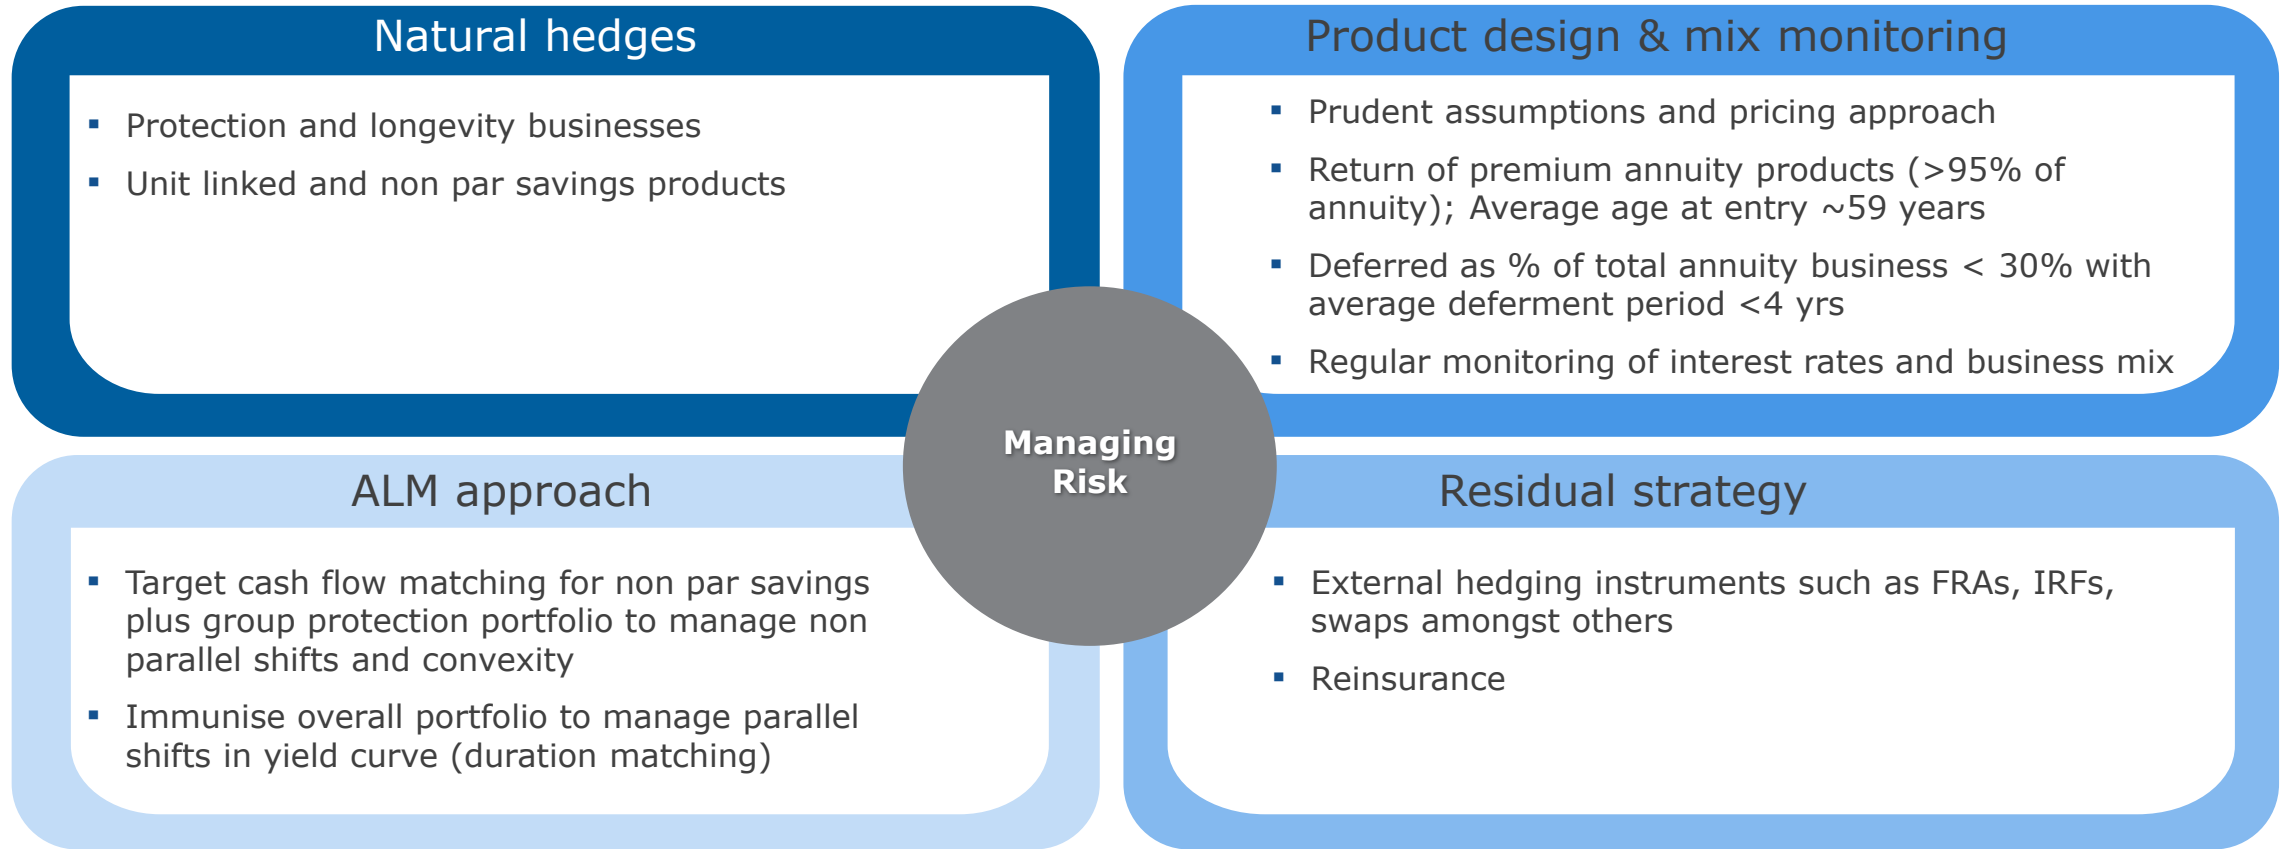 Natural hedges
▪ Protection and longevity businesses
▪ Unit linked and non par savings products
Product design & mix monitoring
▪ Prudent assumptions and pricing approach
▪ Return of premium annuity products (>95% of
annuity); Average age at entry ~59 years
▪ Deferred as % of total annuity business < 30% with
average deferment period <4 yrs
▪ Regular monitoring of interest rates and business mix
Managing
Risk
ALM approach
▪ Target cash flow matching for non par savings
plus group protection portfolio to manage non
parallel shifts and convexity
▪ Immunise overall portfolio to manage parallel
shifts in yield curve (duration matching)
Residual strategy
▪ External hedging instruments such as FRAs, IRFs,
swaps amongst others
▪ Reinsurance